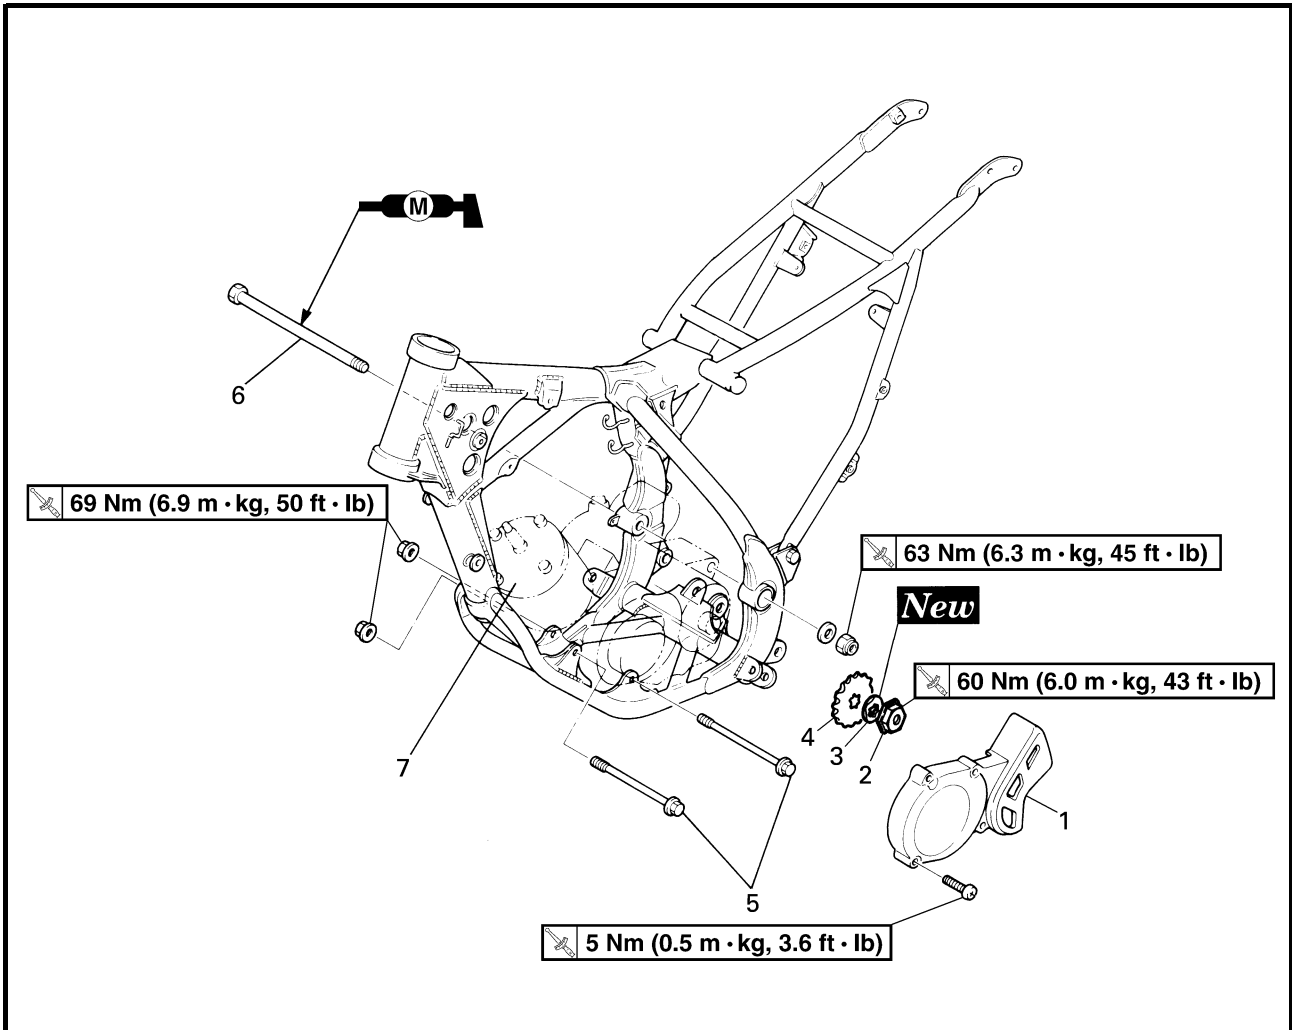 M
6
69 Nm (6.9 m • kg, 50 ft • lb)
63 Nm (6.3 m • kg, 45 ft • lb)
New
60 Nm (6.0 m • kg, 43 ft • lb)
4
3
2
7
1
5
5 Nm (0.5 m • kg, 3.6 ft • lb)